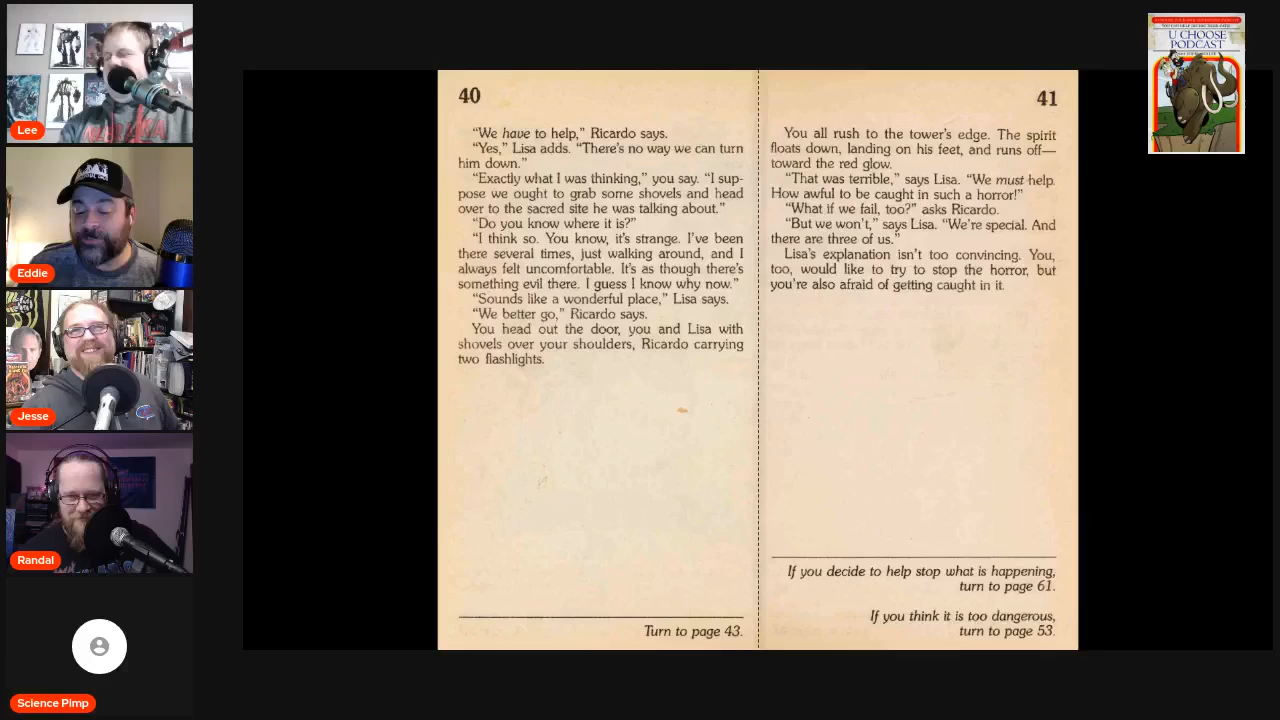 Lee
Eddie
Jesse
Randal
Science Pimp
40
“We have to help,” Ricardo says.
“Yes,” Lisa adds. “There’s no way we can turn
him down.”
“Exactly what I was thinking,” you say. “I sup-
pose we ought to grab some shovels and head
over to the sacred site he was talking about.”
“Do you know where it is?”
“I think so. You know, it’s strange. I’ve been
there several times, just walking around, and I
always felt uncomfortable. It’s as though there’s
something evil there. I guess I know why now.”
“Sounds like a wonderful place,” Lisa says.
“We better go,” Ricardo says.
You head out the door, you and Lisa with
shovels over your shoulders, Ricardo carrying
two flashlights.
Turn to page 43.
41
You all rush to the tower’s edge. The spirit
floats down, landing on his feet, and runs off—
toward the red glow.
“That was terrible,” says Lisa. “We must help.
How awful to be caught in such a horror!”
“What if we fail, too?” asks Ricardo.
“But we won’t,” says Lisa. “We’re special. And
there are three of us.”
Lisa’s explanation isn’t too convincing. You,
too, would like to try to stop the horror, but
you’re also afraid of getting caught in it.
If you decide to help stop what is happening,
turn to page 61.
If you think it is too dangerous,
turn to page 53.
U CHOOSE
PODCAST